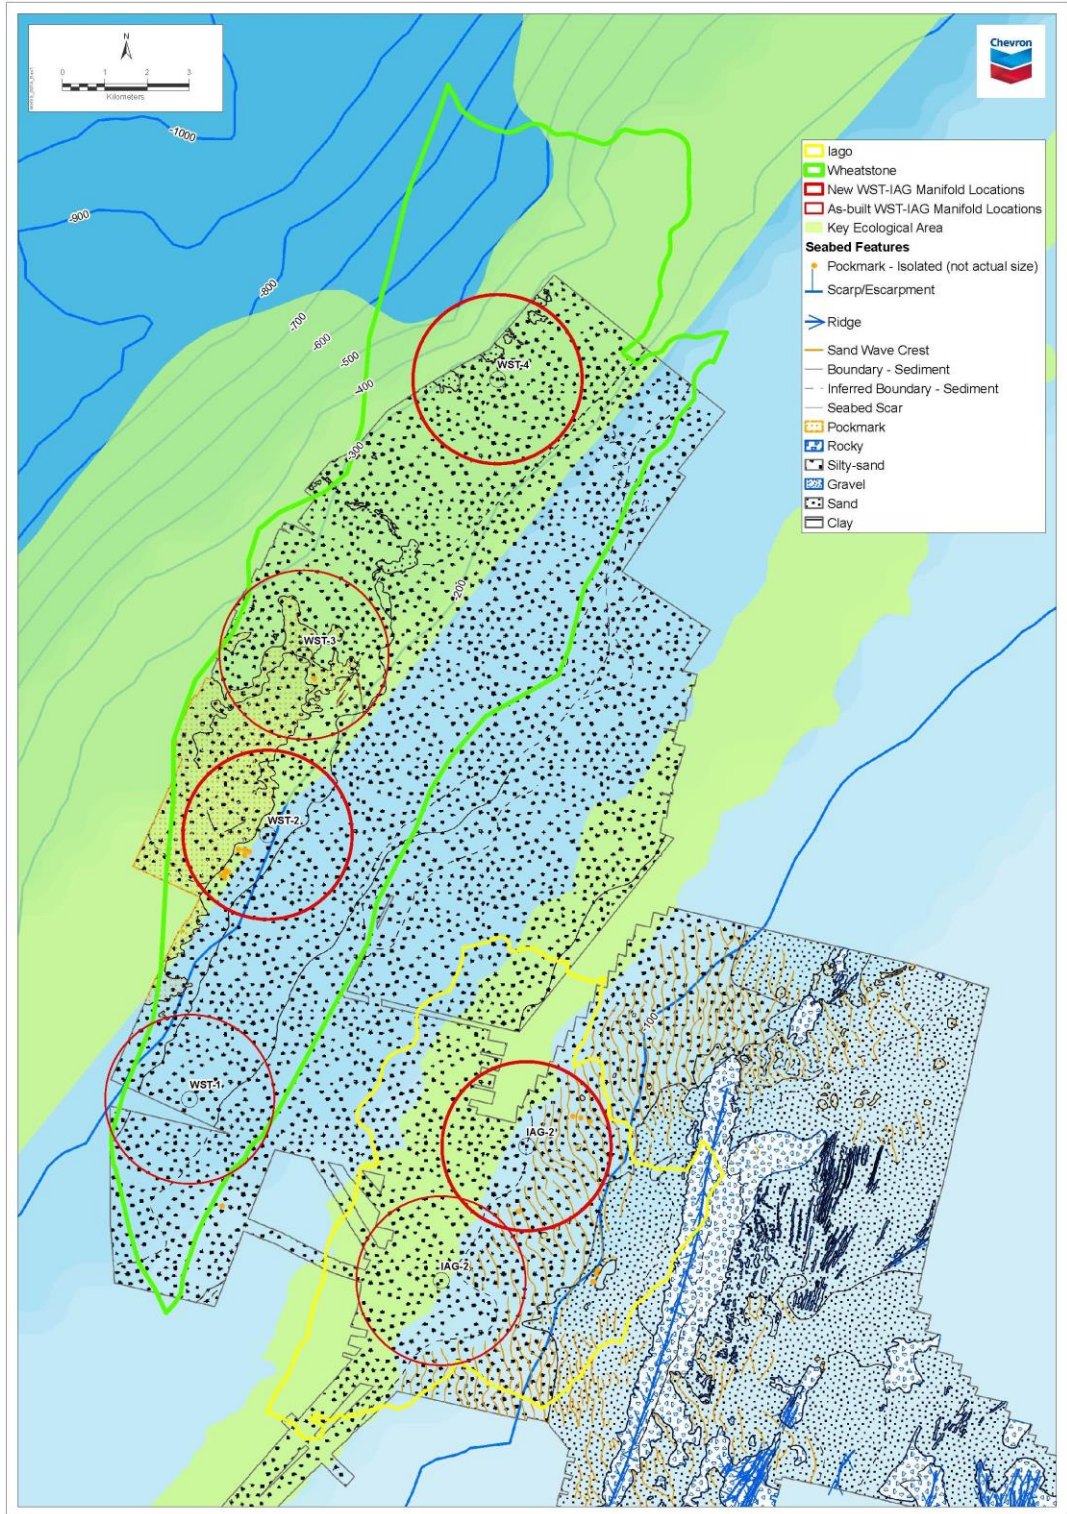 N
0 1 2 3
Kilometers
Chevron
Iago
Wheatstone
New WST-IAG Manifold Locations
As-built WST-IAG Manifold Locations
Key Ecological Area
Seabed Features
Pockmark - Isolated (not actual size)
Scarp/Escarpment
Ridge
Sand Wave Crest
Boundary - Sediment
Inferred Boundary - Sediment
Seabed Scar
Pockmark
Rocky
Silty-sand
Gravel
Sand
Clay
-1000
-900
-800
-700
-600
-500
-400
-300
-200
-100
WST-4
WST-3
WST-2
WST-1
IAG-2
IAG-2